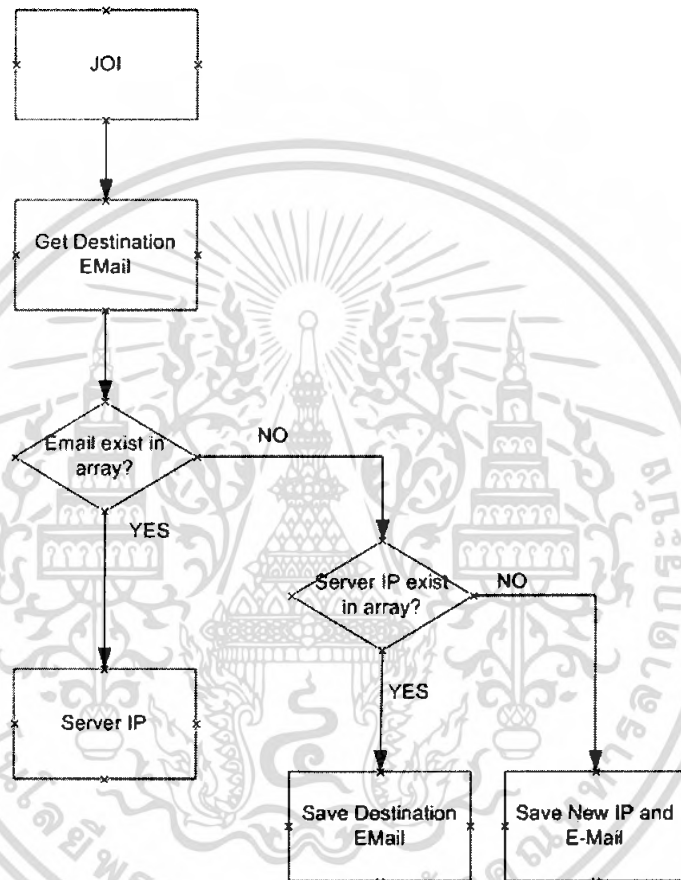 JOI
Get Destination
EMail
Email exist in
array?
NO
YES
Server IP exist
in array?
NO
YES
Server IP
Save Destination
EMail
Save New IP and
E-Mail